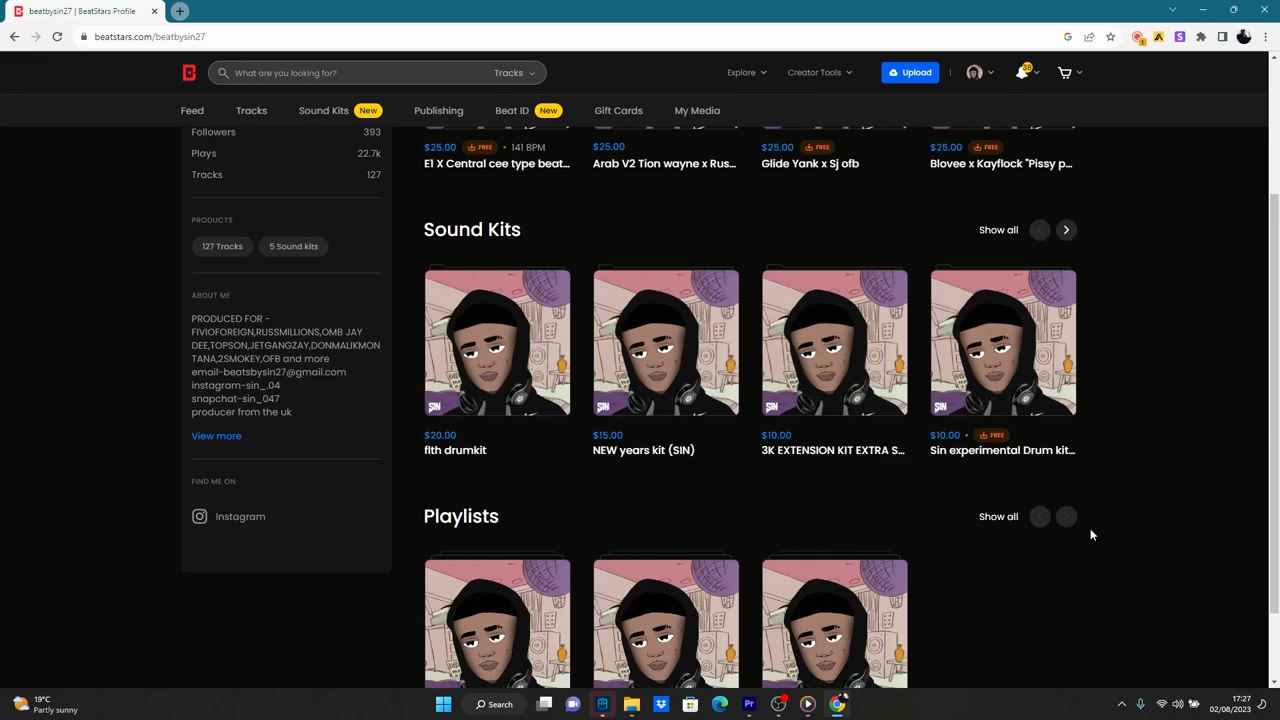 beatbysin27 | BeatStars Profile
beatstars.com/beatbysin27
1
What are you looking for?
Tracks
Explore
Creator Tools
Upload
38
Feed
Tracks
Sound Kits New
Publishing
Beat ID New
Gift Cards
My Media
Followers 393
Plays 22.7k
Tracks 127
PRODUCTS
127 Tracks
5 Sound kits
ABOUT ME
PRODUCED FOR -
FIVIOFOREIGN,RUSSMILLIONS,OMB JAY
DEE,TOPSON,JETGANGZAY,DONMALIKMON
TANA,2SMOKEY,OFB and more
email-beatsbysin27@gmail.com
instagram-sin_.04
snapchat-sin_047
producer from the uk
View more
FIND ME ON
Instagram
$25.00 FREE • 141 BPM
E1 X Central cee type beat...
$25.00
Arab V2 Tion wayne x Rus...
$25.00 FREE
Glide Yank x Sj ofb
$25.00 FREE
Blovee x Kayflock "Pissy p...
Sound Kits
Show all
SIN
SIN
SIN
SIN
$20.00
flth drumkit
$15.00
NEW years kit (SIN)
$10.00
3K EXTENSION KIT EXTRA S...
$10.00 • FREE
Sin experimental Drum kit...
Playlists
Show all
19°C
Partly sunny
Search
Pr
17:27
02/08/2023